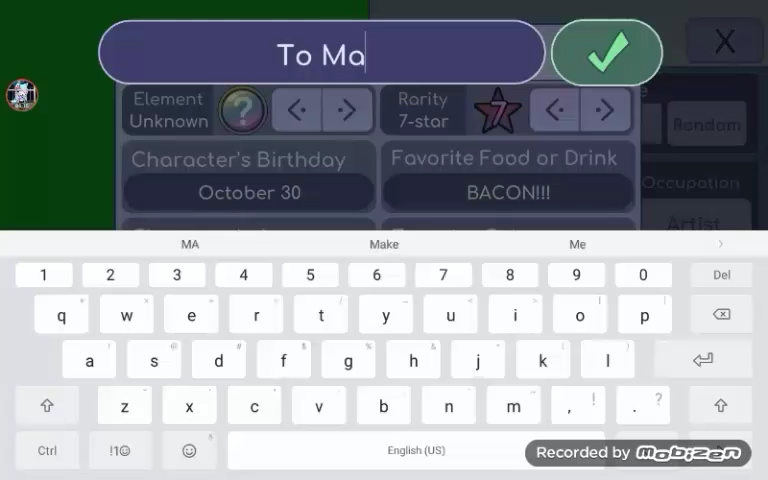 To Ma
X
Element
Unknown
?
<· ·>
Rarity
7-star
7
<· ·>
Random
Character's Birthday
Favorite Food or Drink
Occupation
October 30
BACON!!!
Artist
MA Make Me >
1 2 3 4 5 6 7 8 9 0 Del
q w e r t y u i o p
a s d f g h j k l
z x c v b n m , ! . ?
Ctrl !1☺ English (US)
Recorded by Mobizen